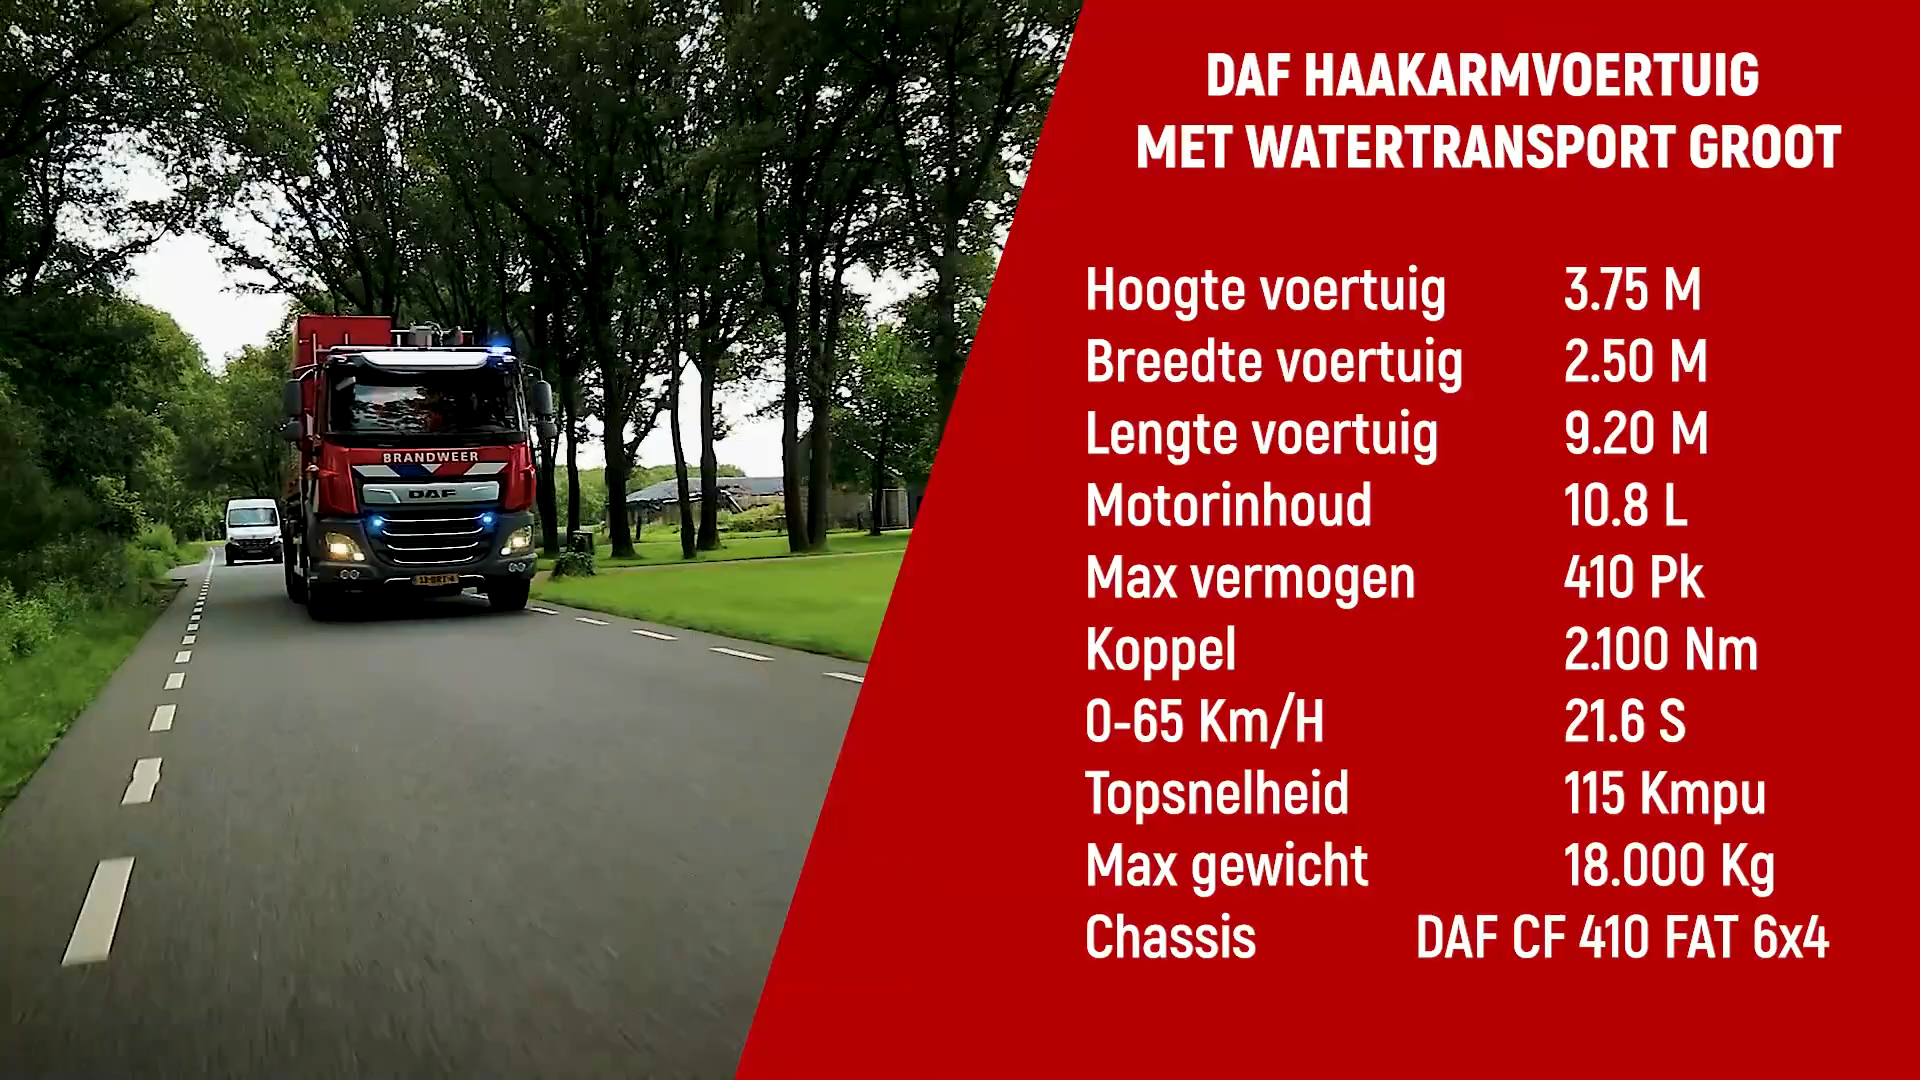 DAF HAAKARMVOERTUIG
MET WATERTRANSPORT GROOT
Hoogte voertuig 3.75 M
Breedte voertuig 2.50 M
Lengte voertuig 9.20 M
Motorinhoud 10.8 L
Max vermogen 410 Pk
Koppel 2.100 Nm
0-65 Km/H 21.6 S
Topsnelheid 115 Kmpu
Max gewicht 18.000 Kg
Chassis DAF CF 410 FAT 6x4
BRANDWEER
DAF